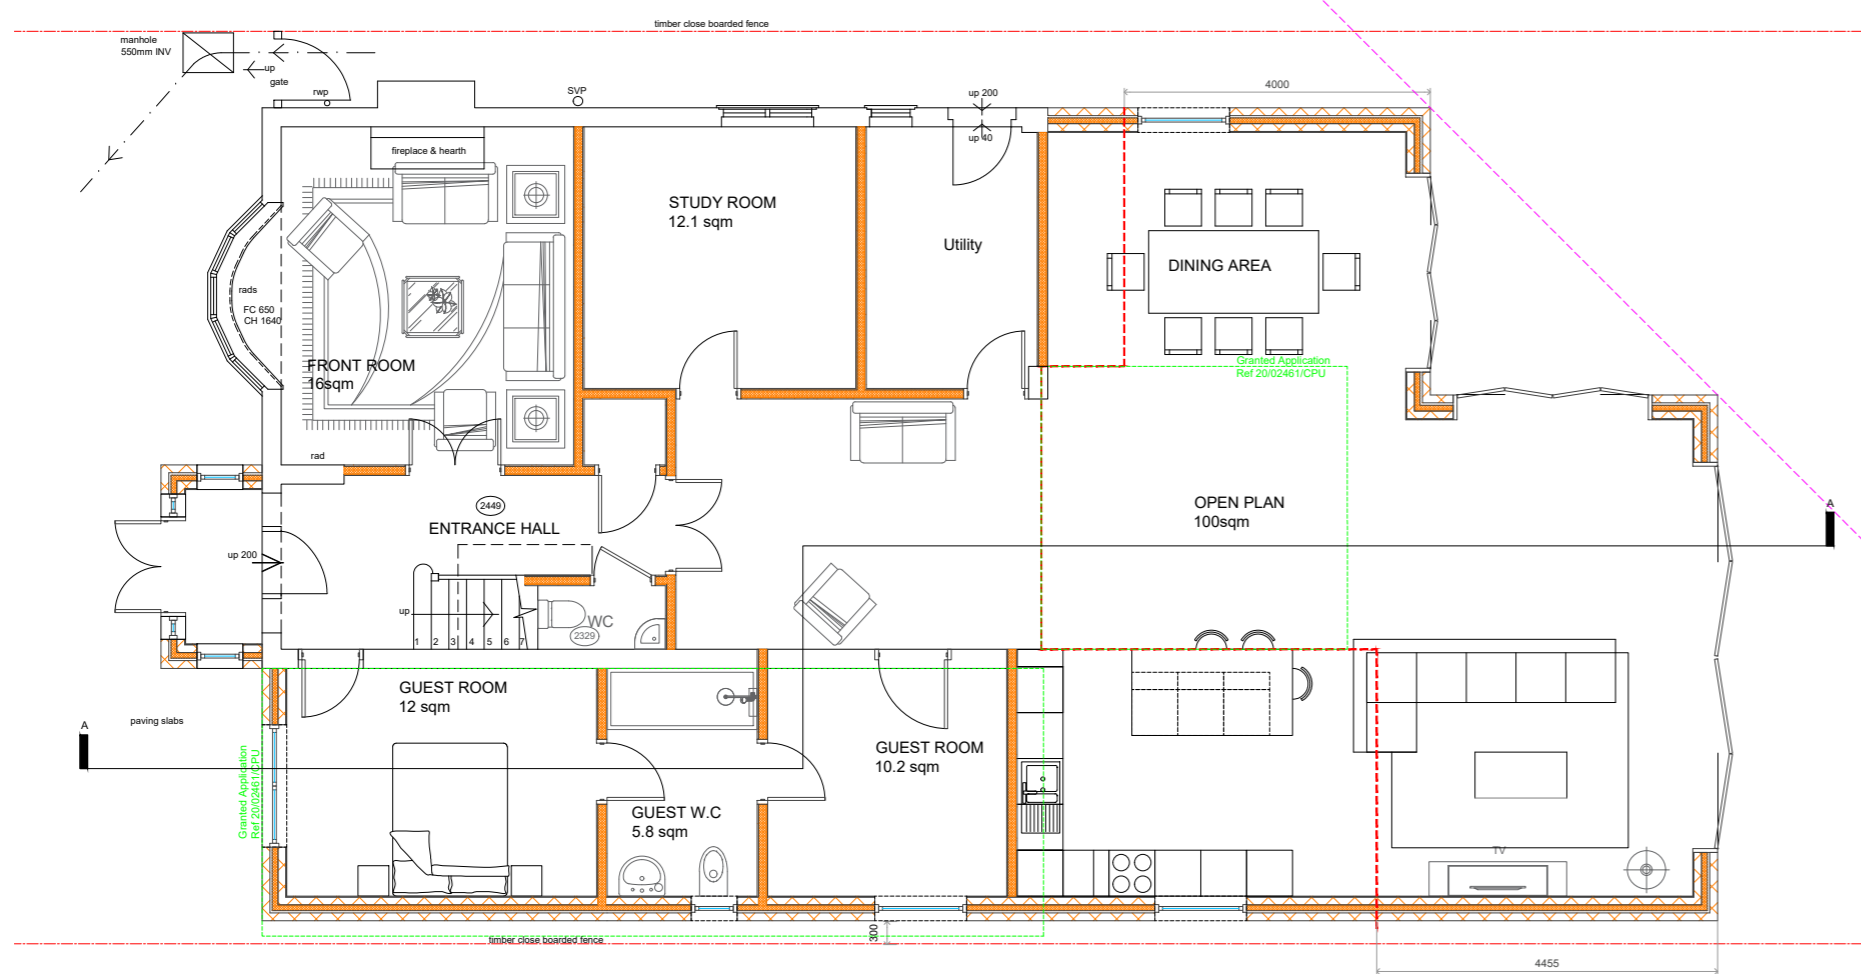 timber close boarded fence
manhole
550mm INV
up
gate
rwp
SVP
up 200
up 40
4000
fireplace & hearth
STUDY ROOM
12.1 sqm
Utility
DINING AREA
rads
FC 650
CH 1640
FRONT ROOM
16sqm
Granted Application
Ref 20/02461/CPU
rad
2449
ENTRANCE HALL
OPEN PLAN
100sqm
A
up 200
up
1 2 3 4 5 6 7
WC
2329
GUEST ROOM
12 sqm
A
paving slabs
Granted Application
Ref 20/02461/CPU
GUEST ROOM
10.2 sqm
GUEST W.C
5.8 sqm
TV
timber close boarded fence
300
4455